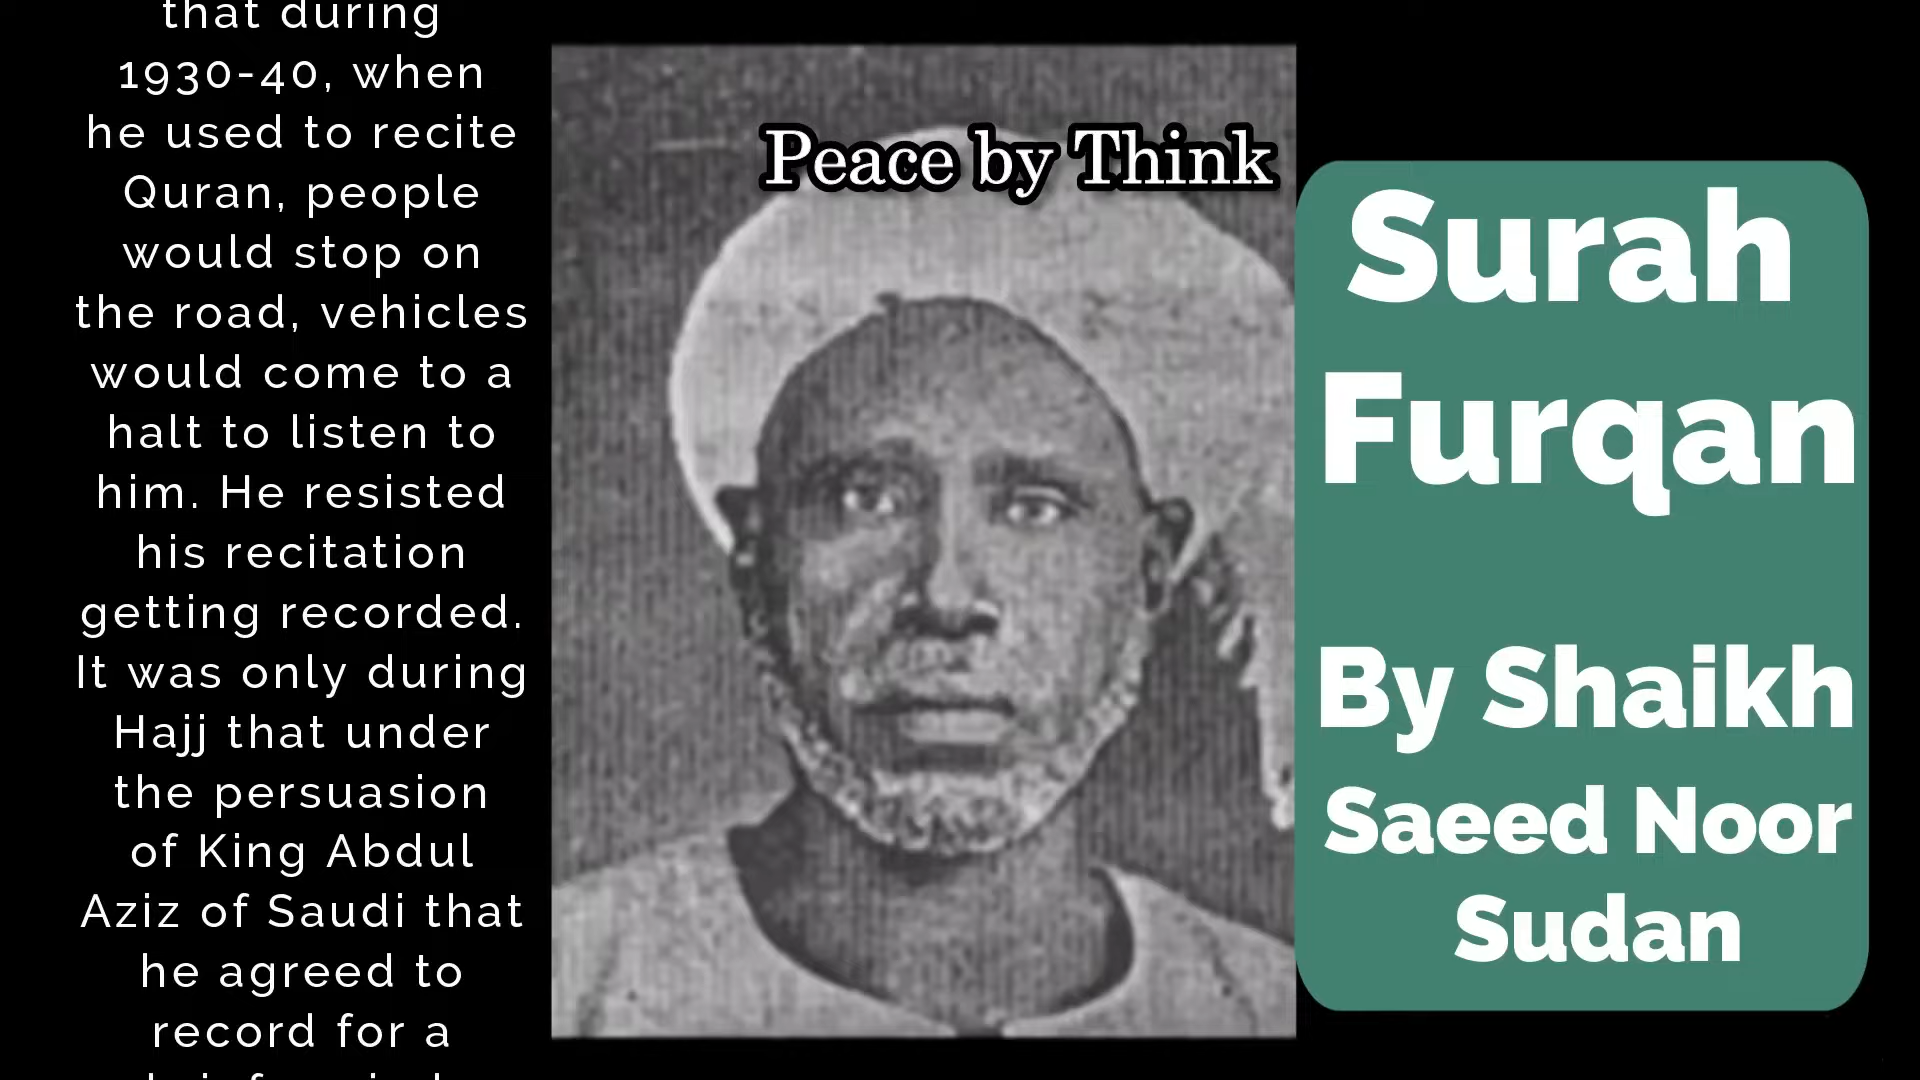 that during
1930-40, when
he used to recite
Quran, people
would stop on
the road, vehicles
would come to a
halt to listen to
him. He resisted
his recitation
getting recorded.
It was only during
Hajj that under
the persuasion
of King Abdul
Aziz of Saudi that
he agreed to
record for a
Peace by Think
Surah
Furqan
By Shaikh
Saeed Noor
Sudan